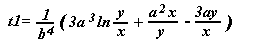 t1= 1/b⁴ ( 3a³ ln y/x + a²x/y - 3ay/x )